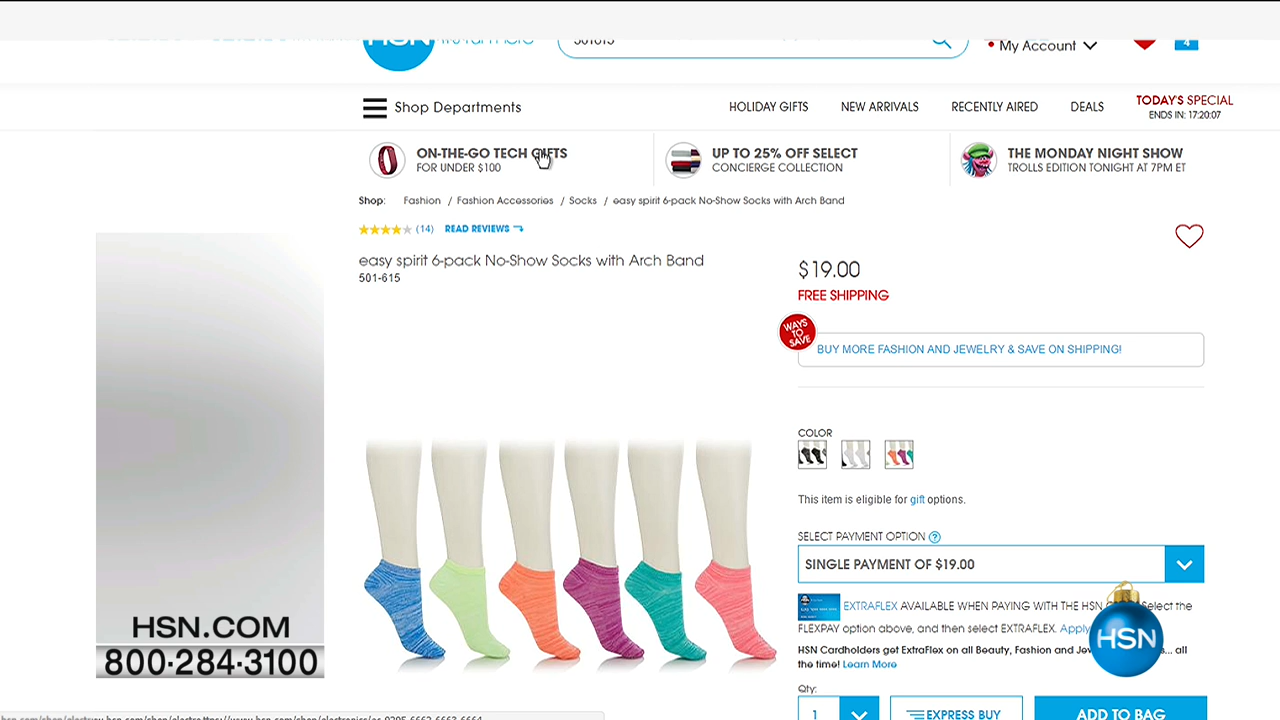 HSN
501615
My Account
4
Shop Departments
HOLIDAY GIFTS
NEW ARRIVALS
RECENTLY AIRED
DEALS
TODAY'S SPECIAL
ENDS IN: 17:20:07
ON-THE-GO TECH GIFTS
FOR UNDER $100
UP TO 25% OFF SELECT
CONCIERGE COLLECTION
THE MONDAY NIGHT SHOW
TROLLS EDITION TONIGHT AT 7PM ET
Shop: Fashion / Fashion Accessories / Socks / easy spirit 6-pack No-Show Socks with Arch Band
(14) READ REVIEWS
easy spirit 6-pack No-Show Socks with Arch Band
501-615
$19.00
FREE SHIPPING
WAYS
TO
SAVE
BUY MORE FASHION AND JEWELRY & SAVE ON SHIPPING!
COLOR
This item is eligible for gift options.
SELECT PAYMENT OPTION ?
SINGLE PAYMENT OF $19.00
EXTRAFLEX AVAILABLE WHEN PAYING WITH THE HSN Select the
FLEXPAY option above, and then select EXTRAFLEX. Apply
HSN Cardholders get ExtraFlex on all Beauty, Fashion and ... all
the time! Learn More
Qty:
1
EXPRESS BUY
ADD TO BAG
HSN.COM
800·284·3100
HSN